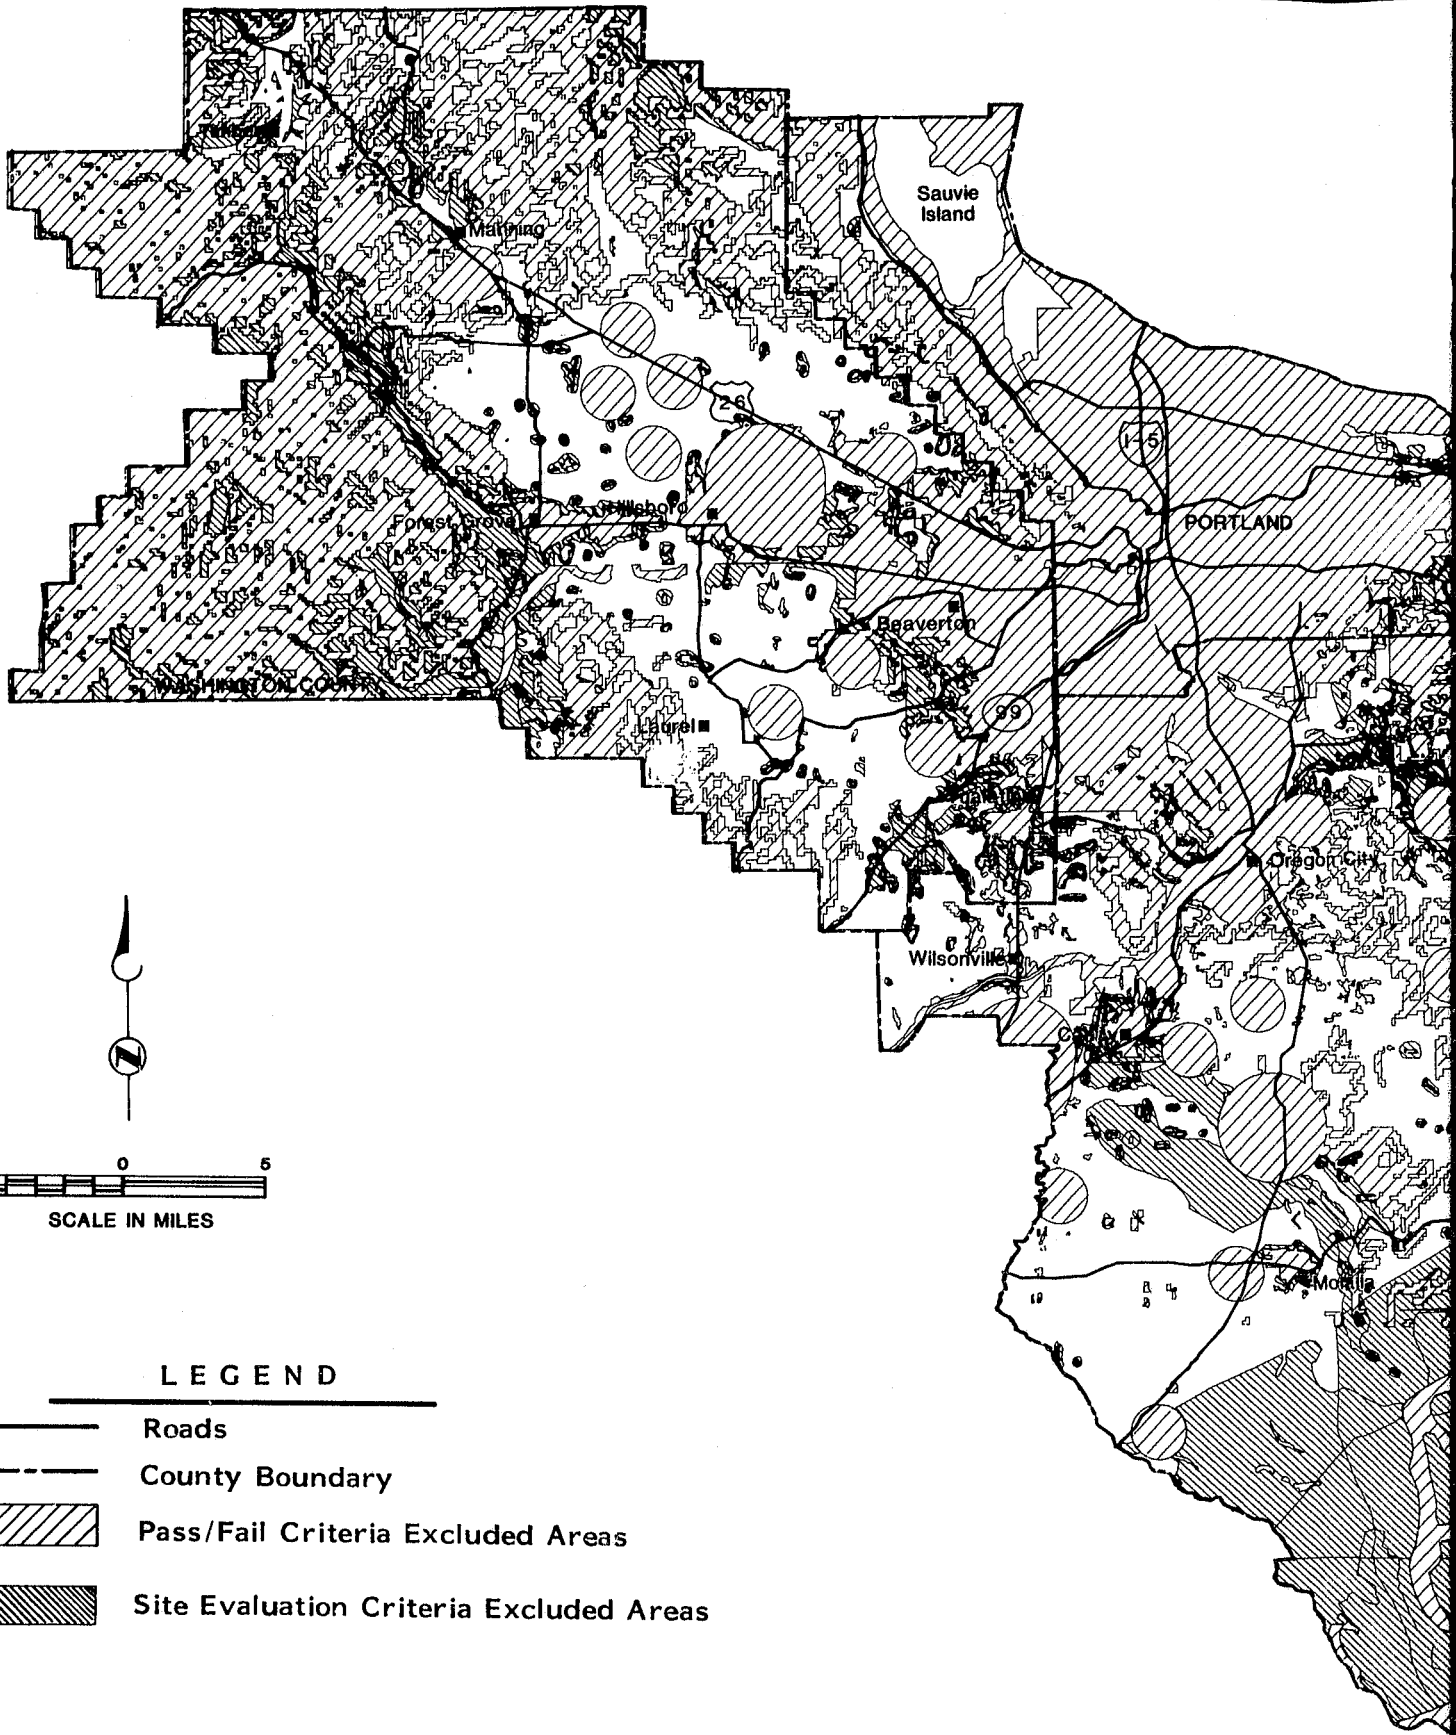 Sauvie
Island
Manning
26
I-5
Hillsboro
Forest Grove
PORTLAND
Beaverton
WASHINGTON COUNTY
99
Laurel
Oregon City
Wilsonville
Canby
Molalla
0 5
SCALE IN MILES
LEGEND
Roads
County Boundary
Pass/Fail Criteria Excluded Areas
Site Evaluation Criteria Excluded Areas